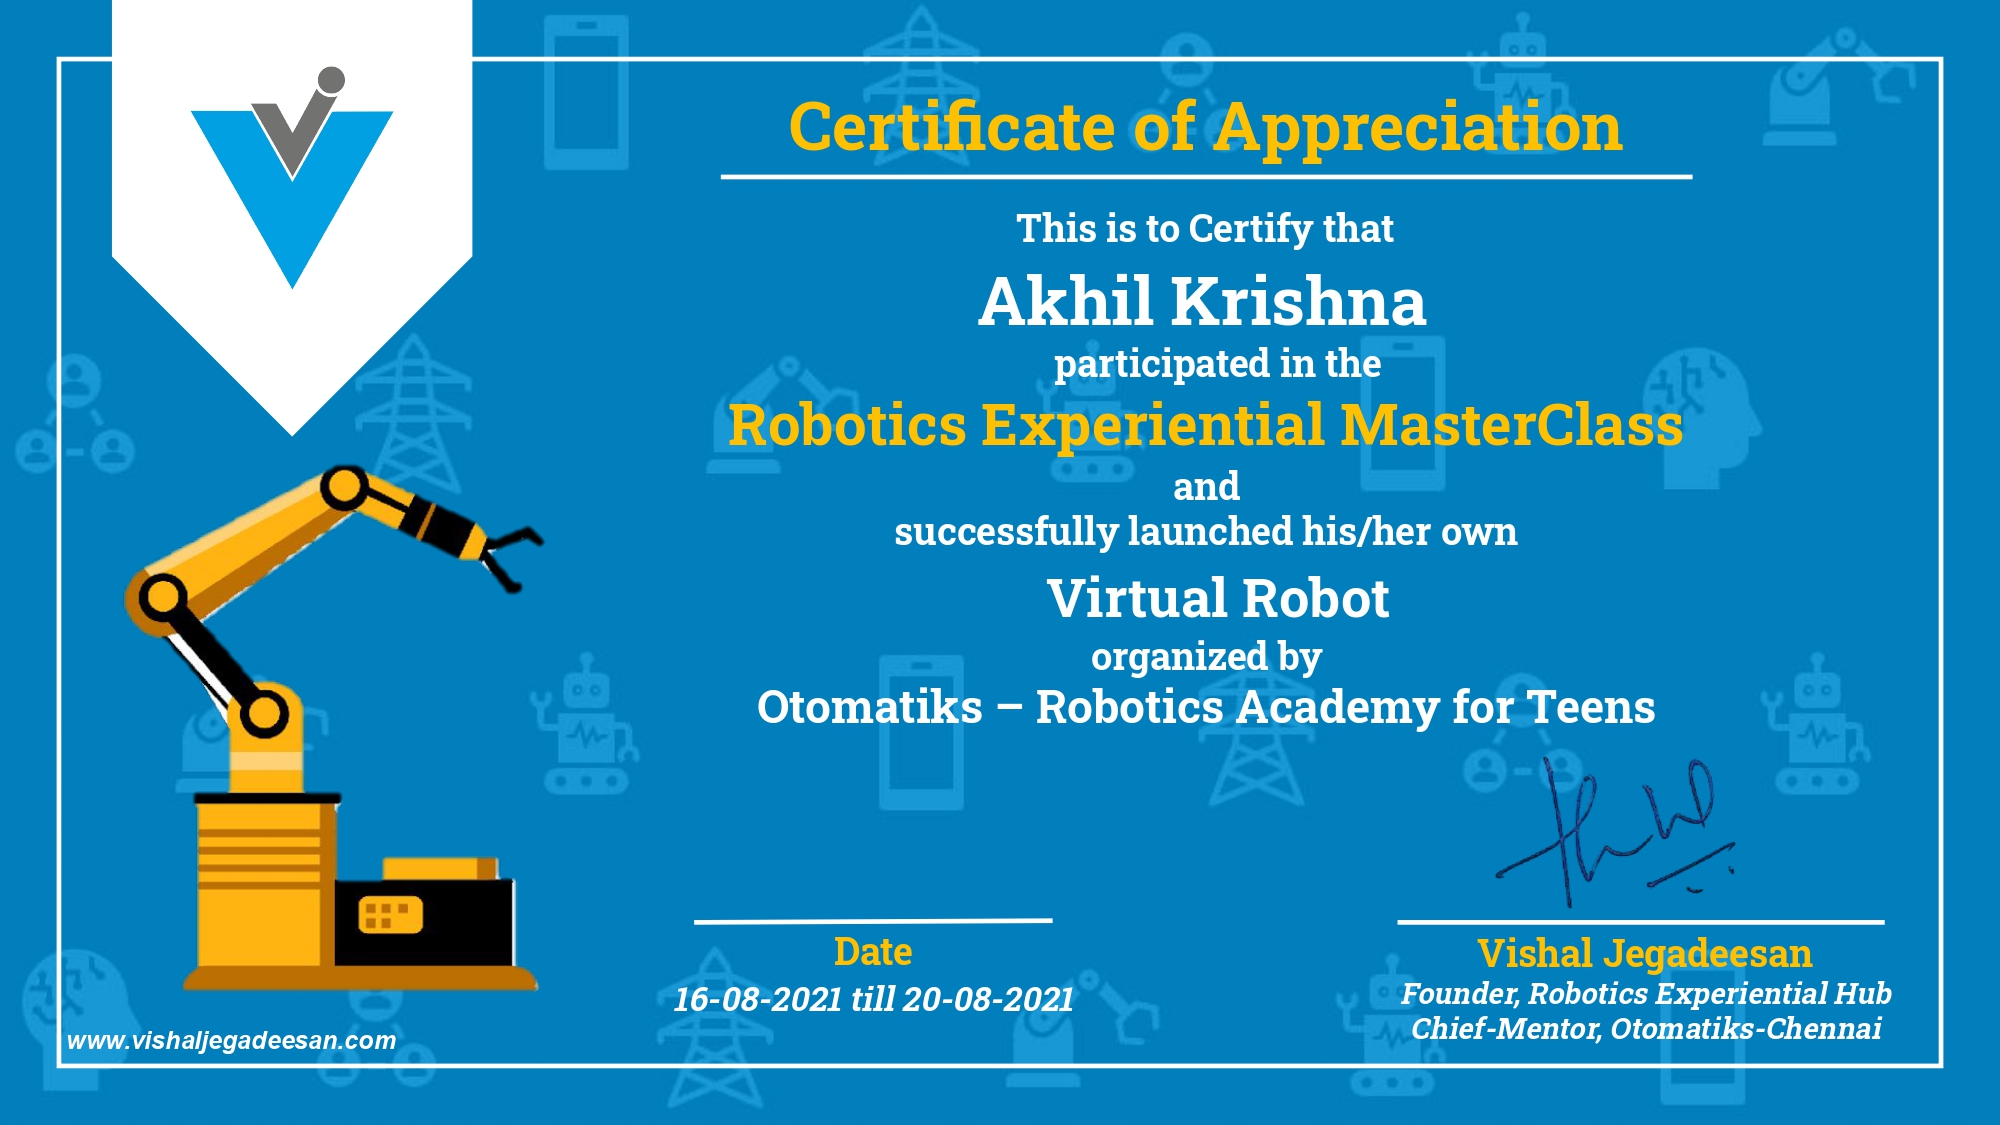 Certificate of Appreciation
This is to Certify that
Akhil Krishna
participated in the
Robotics Experiential MasterClass
and
successfully launched his/her own
Virtual Robot
organized by
Otomatiks – Robotics Academy for Teens
Date
16-08-2021 till 20-08-2021
Vishal Jegadeesan
Founder, Robotics Experiential Hub
Chief-Mentor, Otomatiks-Chennai
www.vishaljegadeesan.com